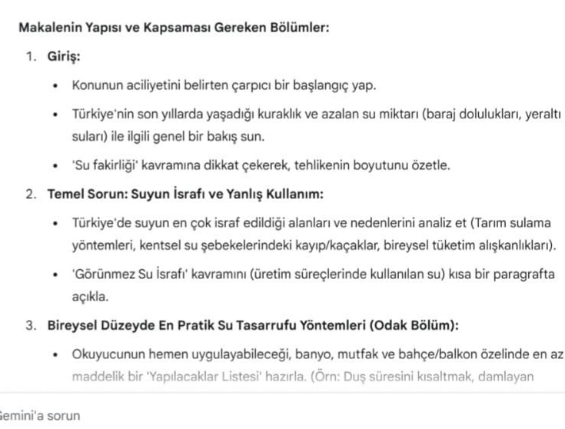 Makalenin Yapısı ve Kapsaması Gereken Bölümler:
1. Giriş:
• Konunun aciliyetini belirten çarpıcı bir başlangıç yap.
• Türkiye'nin son yıllarda yaşadığı kuraklık ve azalan su miktarı (baraj dolulukları, yeraltı
suları) ile ilgili genel bir bakış sun.
• 'Su fakirliği' kavramına dikkat çekerek, tehlikenin boyutunu özetle.
2. Temel Sorun: Suyun İsrafı ve Yanlış Kullanım:
• Türkiye'de suyun en çok israf edildiği alanları ve nedenlerini analiz et (Tarım sulama
yöntemleri, kentsel su şebekelerindeki kayıp/kaçaklar, bireysel tüketim alışkanlıkları).
• 'Görünmez Su İsrafı' kavramını (üretim süreçlerinde kullanılan su) kısa bir paragrafta
açıkla.
3. Bireysel Düzeyde En Pratik Su Tasarrufu Yöntemleri (Odak Bölüm):
• Okuyucunun hemen uygulayabileceği, banyo, mutfak ve bahçe/balkon özelinde en az
maddelik bir 'Yapılacaklar Listesi' hazırla. (Örn: Duş süresini kısaltmak, damlayan
Gemini'a sorun